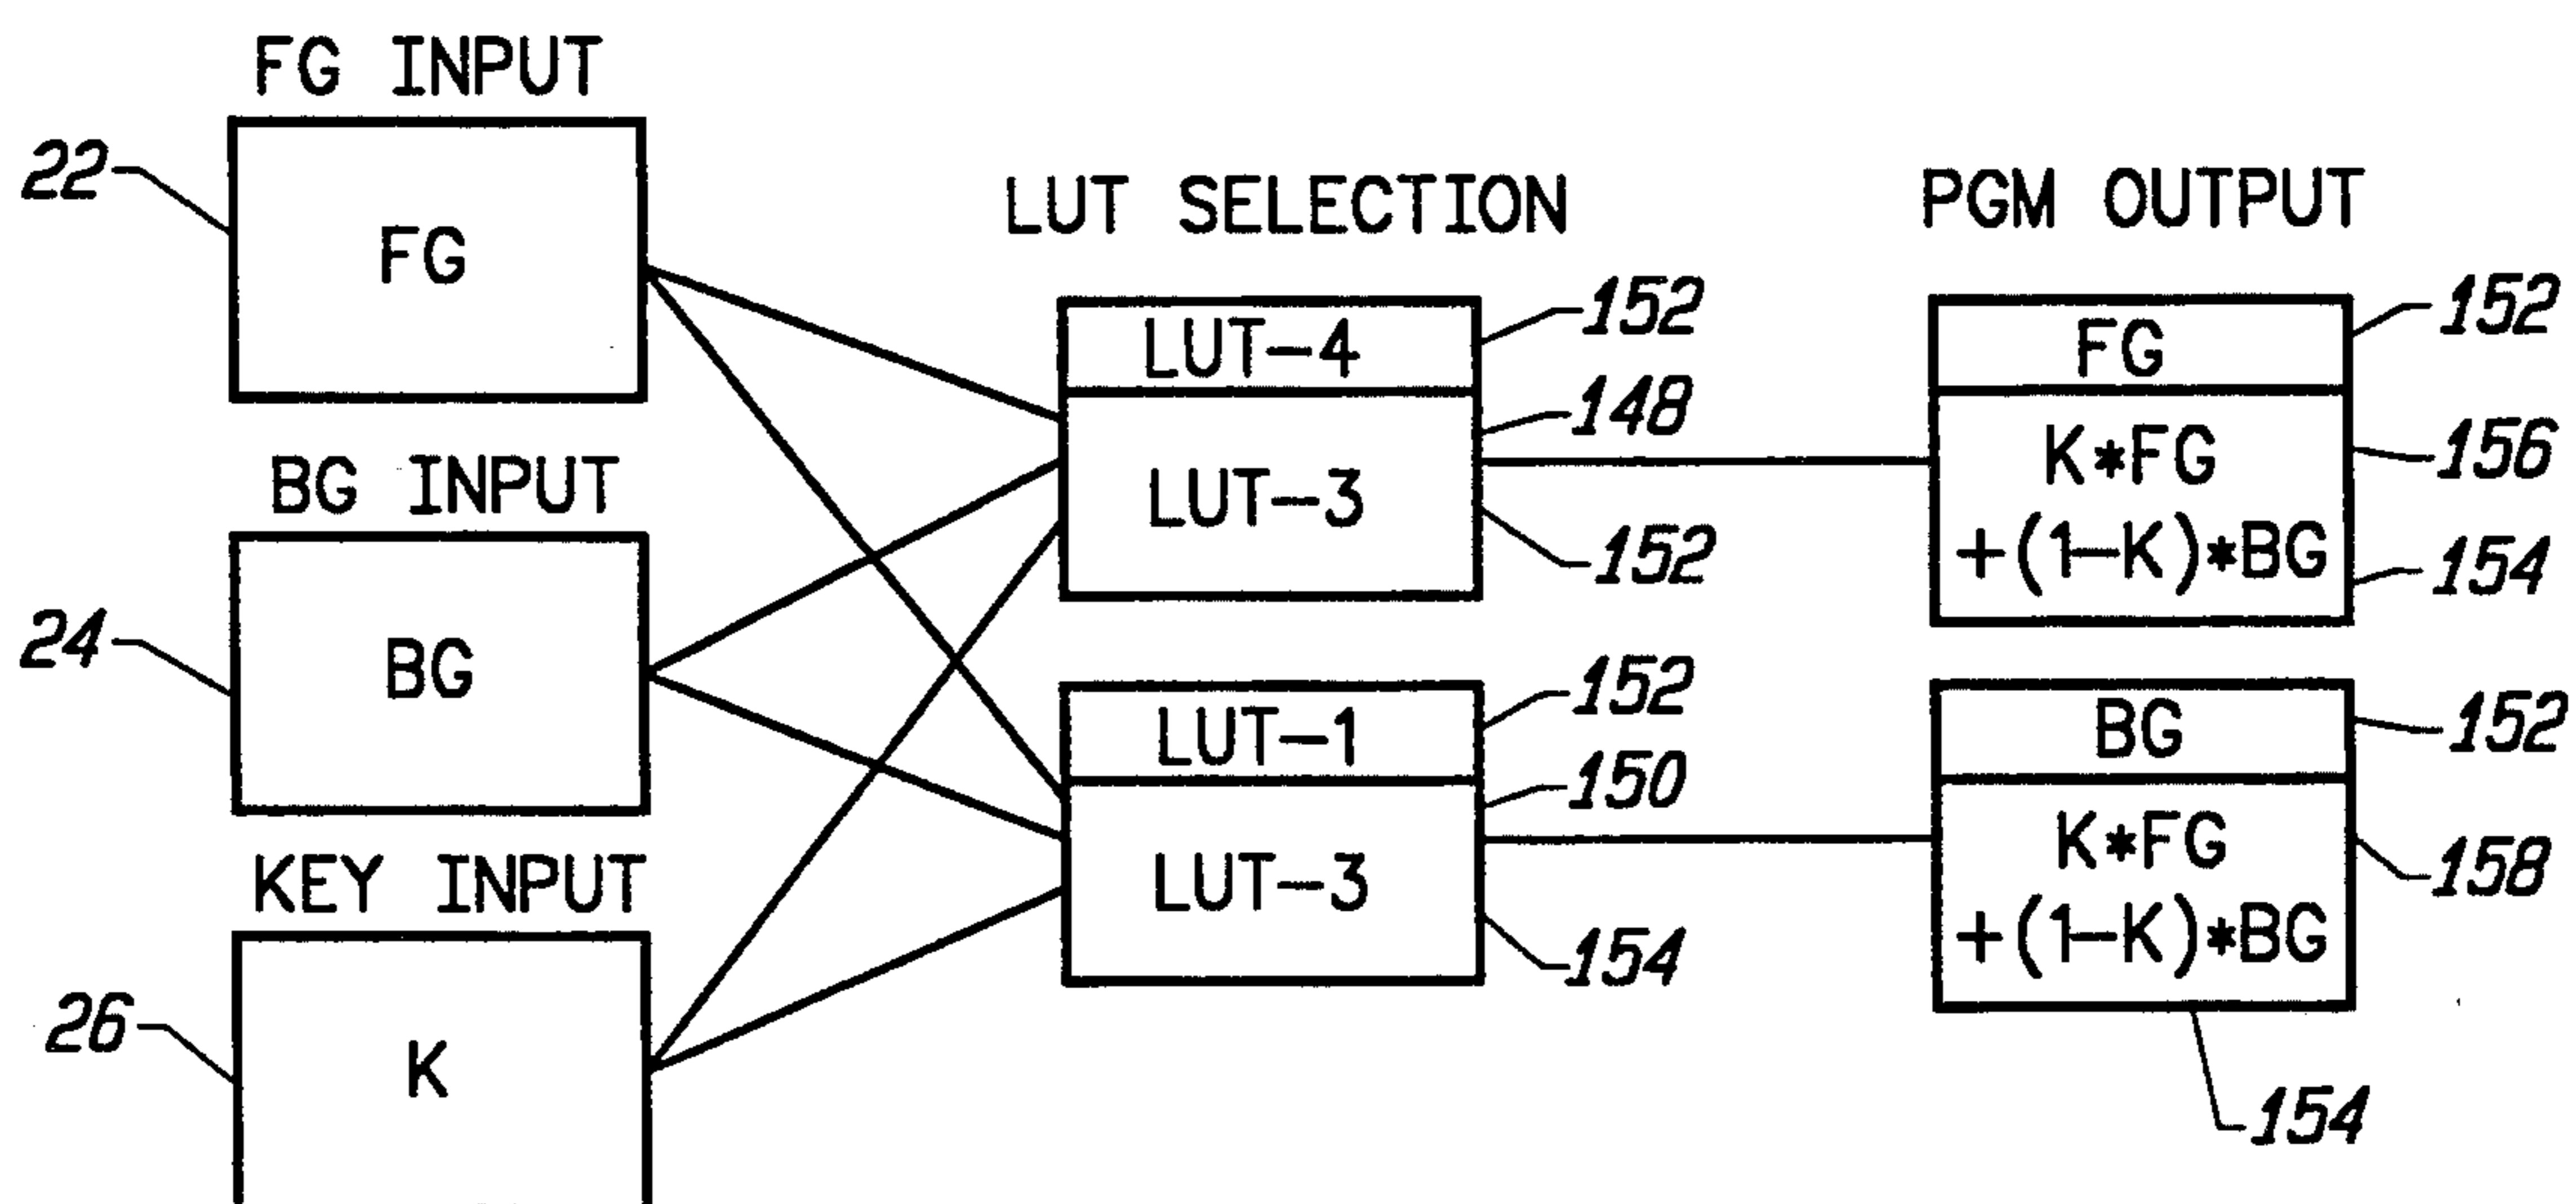 FG INPUT
22
FG
BG INPUT
24
BG
KEY INPUT
26
K
LUT SELECTION
LUT-4
152
148
LUT-3
152
LUT-1
152
150
LUT-3
154
PGM OUTPUT
FG
152
K*FG
156
+(1-K)*BG
154
BG
152
K*FG
158
+(1-K)*BG
154